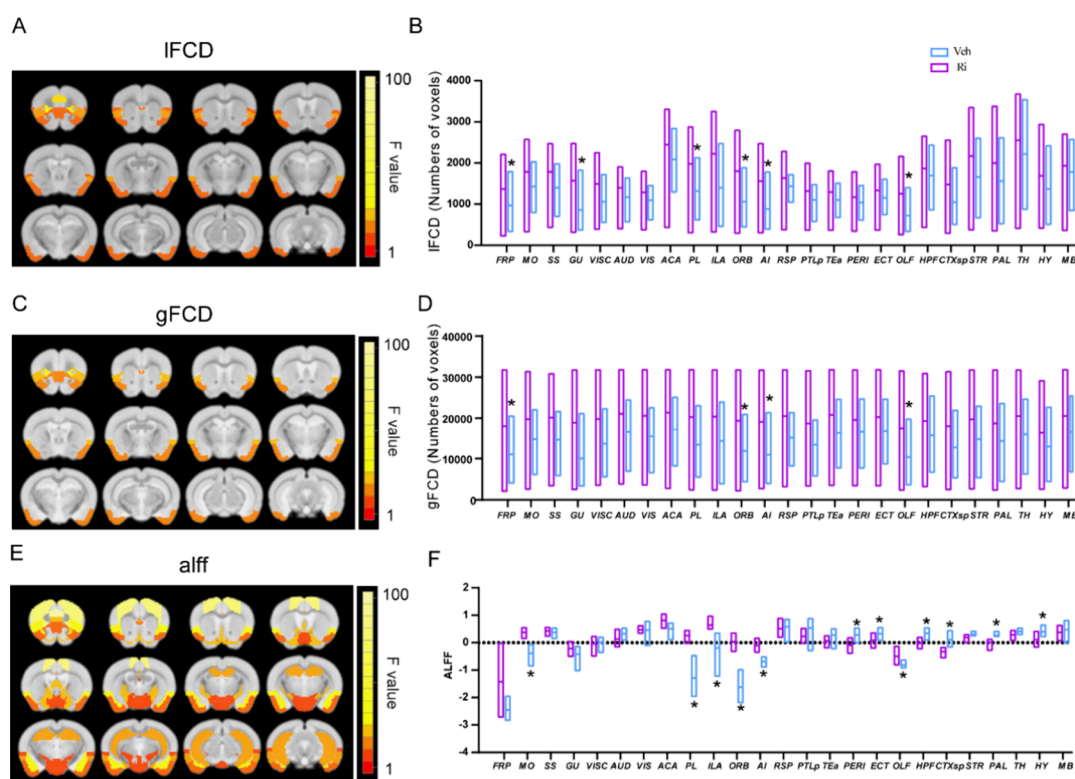 A
lFCD
100
F value
1
B
Veh
Ri
lFCD (Numbers of voxels)
4000
3000
2000
1000
0
* * * * * *
FRP MO SS GU VISC AUD VIS ACA PL ILA ORB AI RSP PTLp TEa PERI ECT OLF HPF CTXsp STR PAL TH HY MB
C
gFCD
100
F value
1
D
gFCD (Numbers of voxels)
40000
30000
20000
10000
0
* * * *
FRP MO SS GU VISC AUD VIS ACA PL ILA ORB AI RSP PTLp TEa PERI ECT OLF HPF CTXsp STR PAL TH HY MB
E
alff
100
F value
1
F
ALFF
2
1
0
-1
-2
-3
-4
* * * * * * * * * * * *
FRP MO SS GU VISC AUD VIS ACA PL ILA ORB AI RSP PTLp TEa PERI ECT OLF HPF CTXsp STR PAL TH HY MB